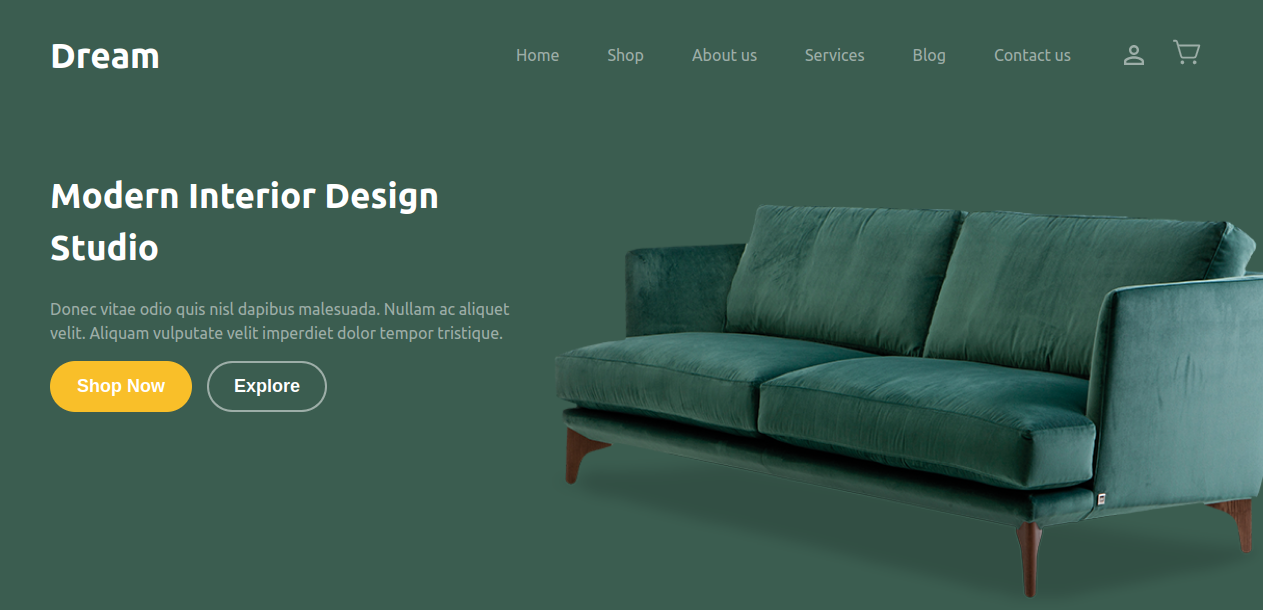 Dream
Home Shop About us Services Blog Contact us
Modern Interior Design
Studio
Donec vitae odio quis nisl dapibus malesuada. Nullam ac aliquet
velit. Aliquam vulputate velit imperdiet dolor tempor tristique.
Shop Now Explore